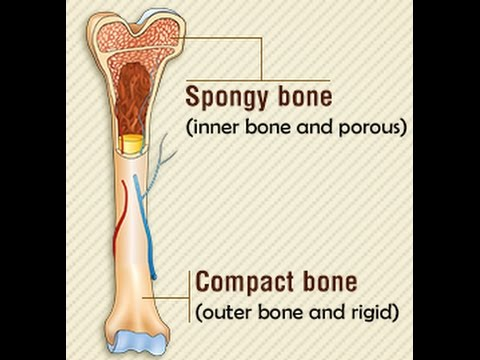 Spongy bone
(inner bone and porous)
Compact bone
(outer bone and rigid)